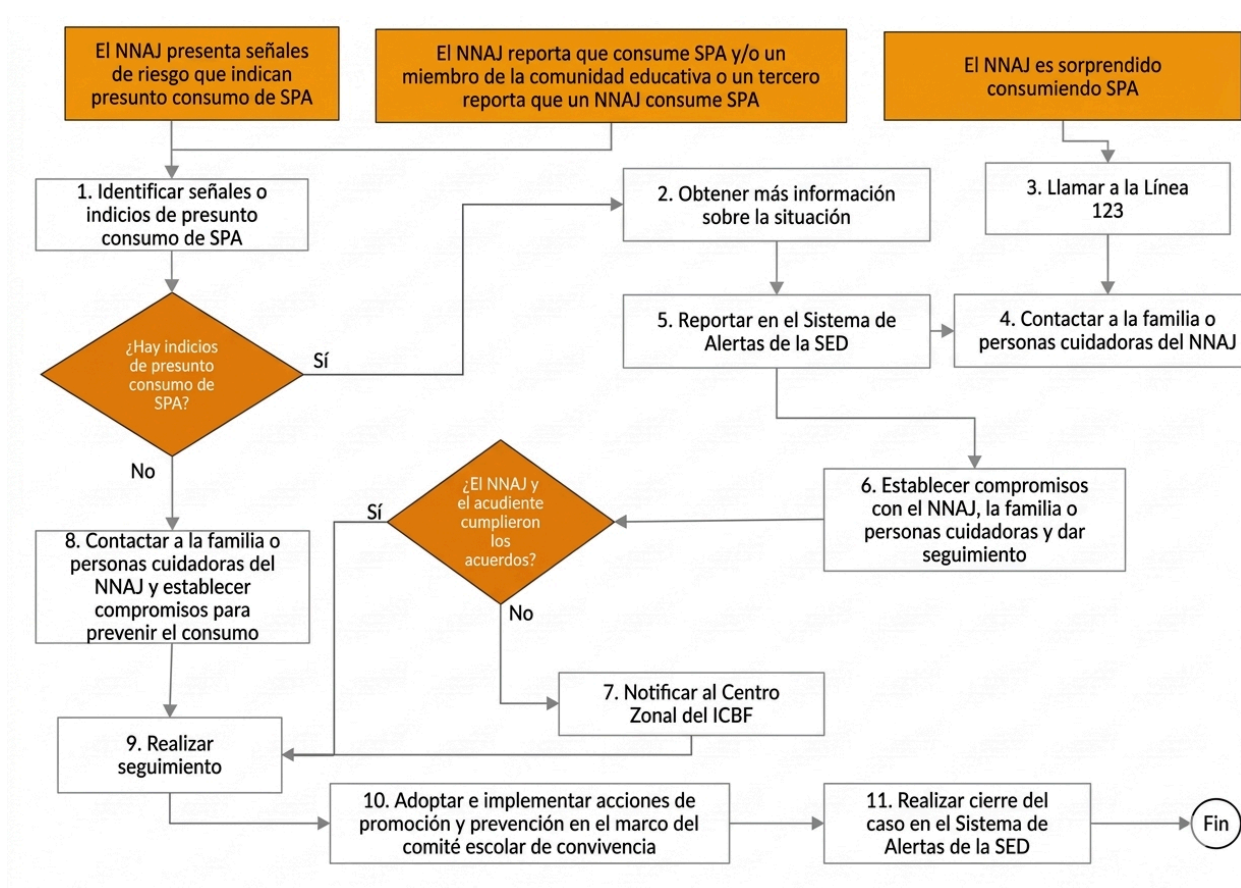 El NNAJ presenta señales
de riesgo que indican
presunto consumo de SPA
El NNAJ reporta que consume SPA y/o un
miembro de la comunidad educativa o un tercero
reporta que un NNAJ consume SPA
El NNAJ es sorprendido
consumiendo SPA
1. Identificar señales o
indicios de presunto
consumo de SPA
2. Obtener más información
sobre la situación
3. Llamar a la Línea
123
¿Hay indicios
de presunto
consumo de
SPA?
Sí
No
5. Reportar en el Sistema de
Alertas de la SED
4. Contactar a la familia o
personas cuidadoras del NNAJ
6. Establecer compromisos
con el NNAJ, la familia o
personas cuidadoras y dar
seguimiento
¿El NNAJ y
el acudiente
cumplieron
los
acuerdos?
Sí
No
8. Contactar a la familia o
personas cuidadoras del
NNAJ y establecer
compromisos para
prevenir el consumo
7. Notificar al Centro
Zonal del ICBF
9. Realizar
seguimiento
10. Adoptar e implementar acciones de
promoción y prevención en el marco del
comité escolar de convivencia
11. Realizar cierre del
caso en el Sistema de
Alertas de la SED
Fin